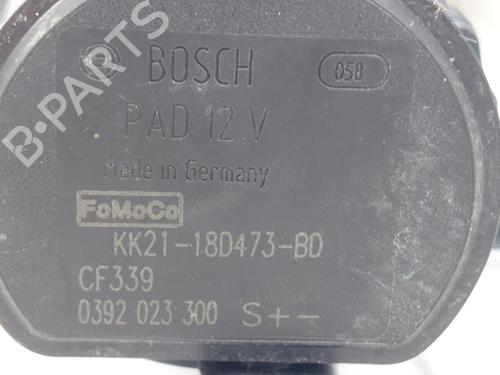 BOSCH 058
PAD 12 V
Made in Germany
FoMoCo
KK21-18D473-BD
CF339
0392 023 300 S+-
B-PARTS